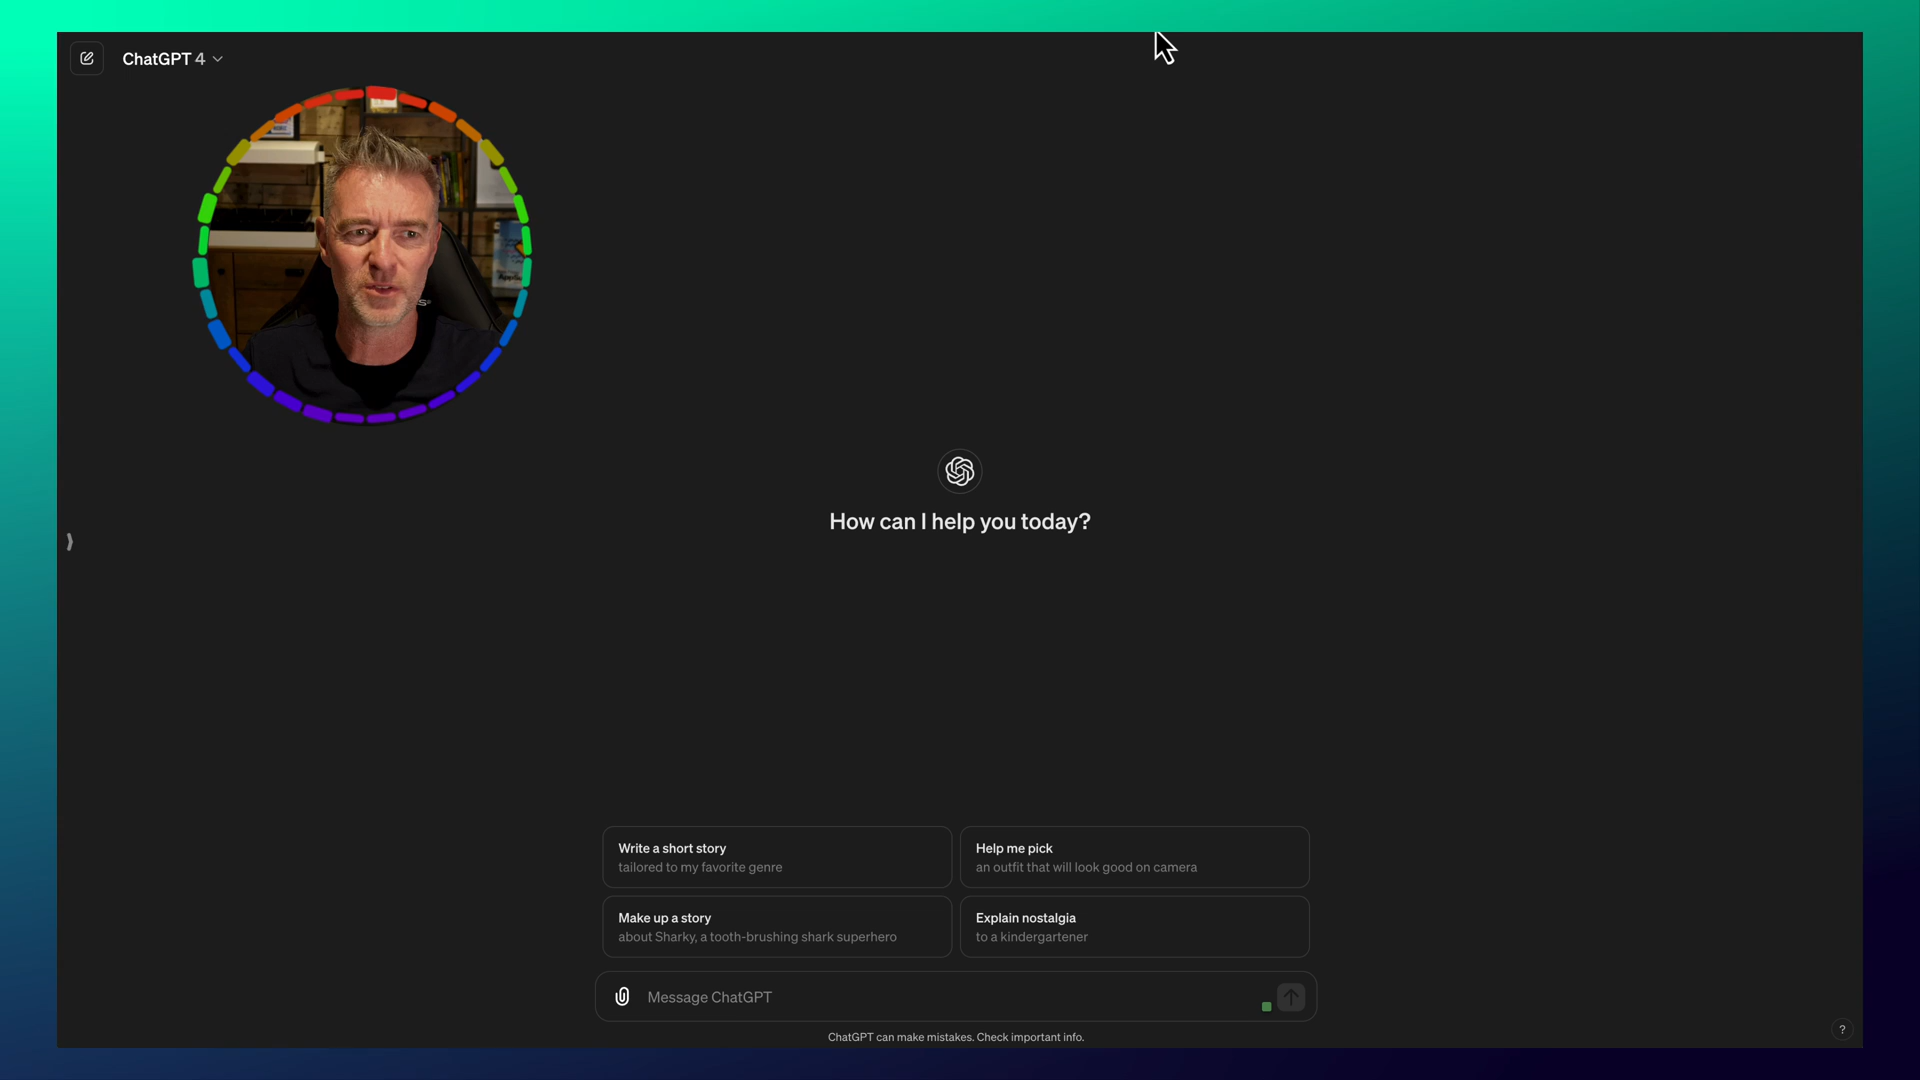 ChatGPT 4
How can I help you today?
Write a short story
tailored to my favorite genre
Help me pick
an outfit that will look good on camera
Make up a story
about Sharky, a tooth-brushing shark superhero
Explain nostalgia
to a kindergartener
Message ChatGPT
ChatGPT can make mistakes. Check important info.
?